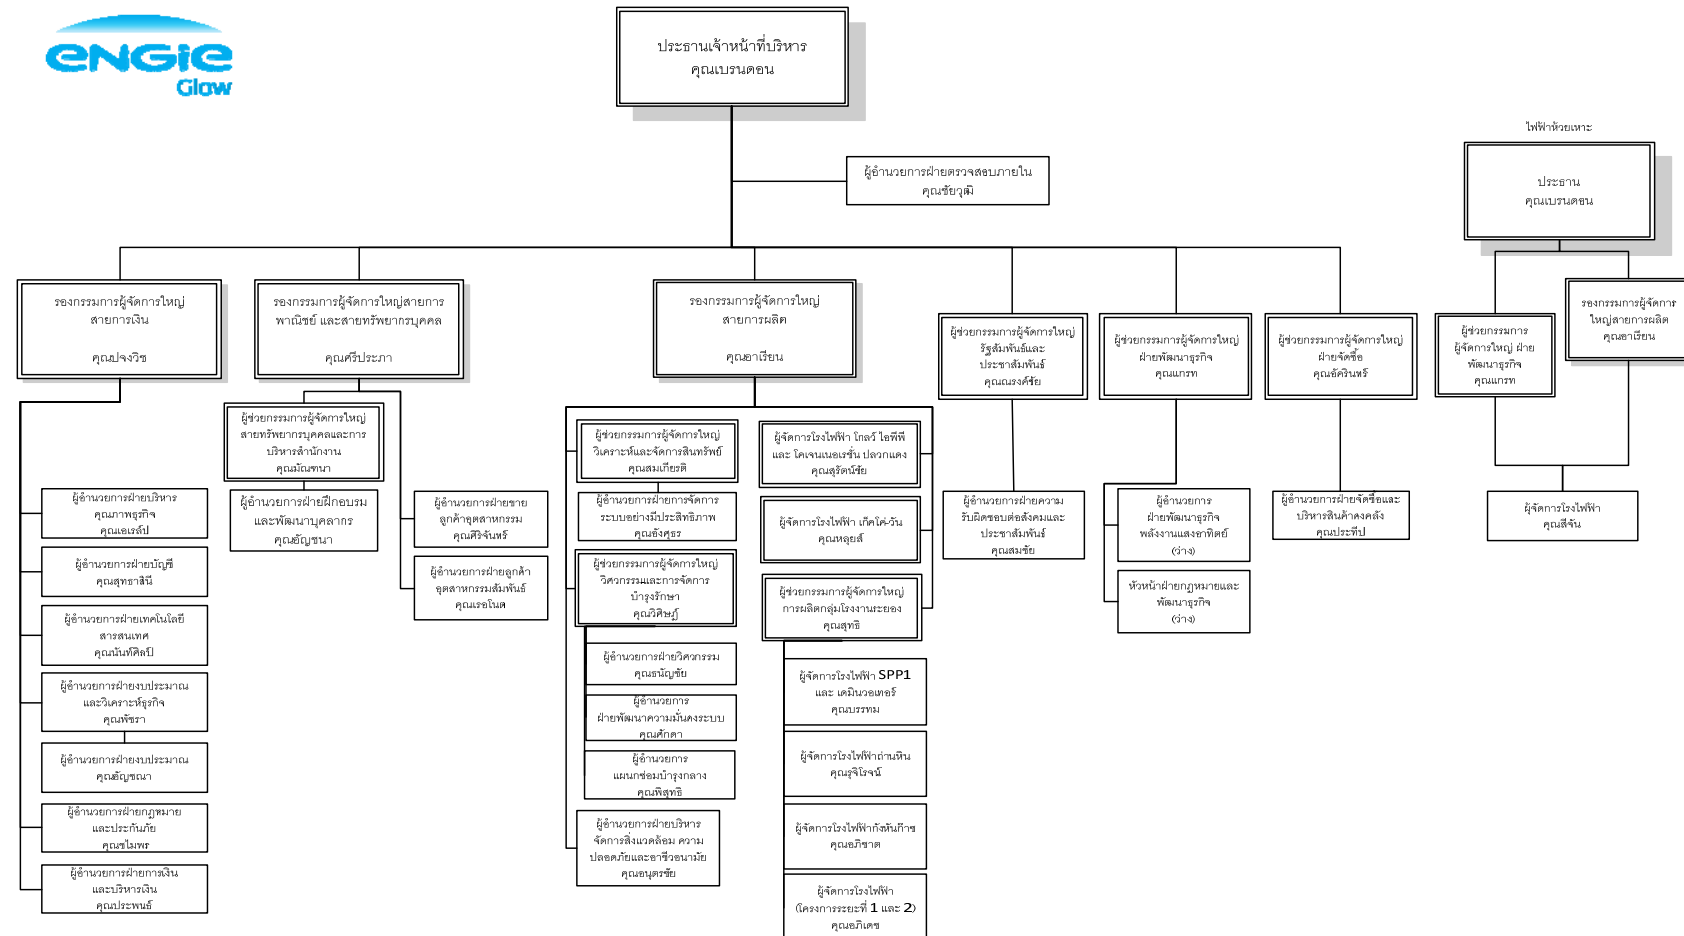 ENGIE
Glow
ประธานเจ้าหน้าที่บริหาร
คุณเบรนดอน
ไฟฟ้าห้วยเหาะ
ประธาน
คุณเบรนดอน
ผู้อำนวยการฝ่ายตรวจสอบภายใน
คุณชัยวุฒิ
รองกรรมการผู้จัดการใหญ่
สายการเงิน
คุณปจงวิช
รองกรรมการผู้จัดการใหญ่สายการ
พาณิชย์ และสายทรัพยากรบุคคล
คุณศรีประภา
รองกรรมการผู้จัดการใหญ่
สายการผลิต
คุณอาเรียน
ผู้ช่วยกรรมการผู้จัดการใหญ่
รัฐสัมพันธ์และ
ประชาสัมพันธ์
คุณณรงค์ชัย
ผู้ช่วยกรรมการผู้จัดการใหญ่
ฝ่ายพัฒนาธุรกิจ
คุณแกรท
ผู้ช่วยกรรมการผู้จัดการใหญ่
ฝ่ายจัดซื้อ
คุณอัครินทร์
ผู้ช่วยกรรมการ
ผู้จัดการใหญ่ ฝ่าย
พัฒนาธุรกิจ
คุณแกรท
รองกรรมการผู้จัดการ
ใหญ่สายการผลิต
คุณอาเรียน
ผู้อำนวยการฝ่ายบริหาร
คุณภาพธุรกิจ
คุณเอเรล์ป
ผู้อำนวยการฝ่ายบัญชี
คุณสุทธาสินี
ผู้อำนวยการฝ่ายเทคโนโลยี
สารสนเทศ
คุณนันท์ศิลป์
ผู้อำนวยการฝ่ายงบประมาณ
และวิเคราะห์ธุรกิจ
คุณพัชรา
ผู้อำนวยการฝ่ายงบประมาณ
คุณอัญชณา
ผู้อำนวยการฝ่ายกฎหมาย
และประกันภัย
คุณชไมพร
ผู้อำนวยการฝ่ายการเงิน
และบริหารเงิน
คุณประพนธ์
ผู้ช่วยกรรมการผู้จัดการใหญ่
สายทรัพยากรบุคคลและการ
บริหารสำนักงาน
คุณมัณฑนา
ผู้อำนวยการฝ่ายฝึกอบรม
และพัฒนาบุคลากร
คุณอัญชนา
ผู้อำนวยการฝ่ายขาย
ลูกค้าอุตสาหกรรม
คุณศิริจันทร์
ผู้อำนวยการฝ่ายลูกค้า
อุตสาหกรรมสัมพันธ์
คุณเรอโนต
ผู้ช่วยกรรมการผู้จัดการใหญ่
วิเคราะห์และจัดการสินทรัพย์
คุณสมเกียรติ
ผู้อำนวยการฝ่ายการจัดการ
ระบบอย่างมีประสิทธิภาพ
คุณอังศุธร
ผู้ช่วยกรรมการผู้จัดการใหญ่
วิศวกรรมและการจัดการ
บำรุงรักษา
คุณวิศิษฎ์
ผู้อำนวยการฝ่ายวิศวกรรม
คุณธนัญชัย
ผู้อำนวยการ
ฝ่ายพัฒนาความมั่นคงระบบ
คุณศักดา
ผู้อำนวยการ
แผนกซ่อมบำรุงกลาง
คุณพิสุทธิ
ผู้อำนวยการฝ่ายบริหาร
จัดการสิ่งแวดล้อม ความ
ปลอดภัยและอาชีวอนามัย
คุณอนุตรชัย
ผู้จัดการโรงไฟฟ้า โกลว์ ไอพีพี
และ โคเจนเนอเรชั่น ปลวกแดง
คุณสุรัตน์ชัย
ผู้จัดการโรงไฟฟ้า เก็คโค่-วัน
คุณหลุยส์
ผู้ช่วยกรรมการผู้จัดการใหญ่
การผลิตกลุ่มโรงงานระยอง
คุณสุทธิ
ผู้จัดการโรงไฟฟ้า SPP1
และ เดมินวอเทอร์
คุณบรรทม
ผู้จัดการโรงไฟฟ้าถ่านหิน
คุณรุจิโรจน์
ผู้จัดการโรงไฟฟ้ากังหันก๊าซ
คุณอภิชาต
ผู้จัดการโรงไฟฟ้า
(โครงการระยะที่ 1 และ 2)
คุณอภิเดช
ผู้อำนวยการฝ่ายความ
รับผิดชอบต่อสังคมและ
ประชาสัมพันธ์
คุณสมชัย
ผู้อำนวยการ
ฝ่ายพัฒนาธุรกิจ
พลังงานแสงอาทิตย์
(ว่าง)
หัวหน้าฝ่ายกฎหมายและ
พัฒนาธุรกิจ
(ว่าง)
ผู้อำนวยการฝ่ายจัดซื้อและ
บริหารสินค้าคงคลัง
คุณประทีป
ผู้จัดการโรงไฟฟ้า
คุณสีจัน